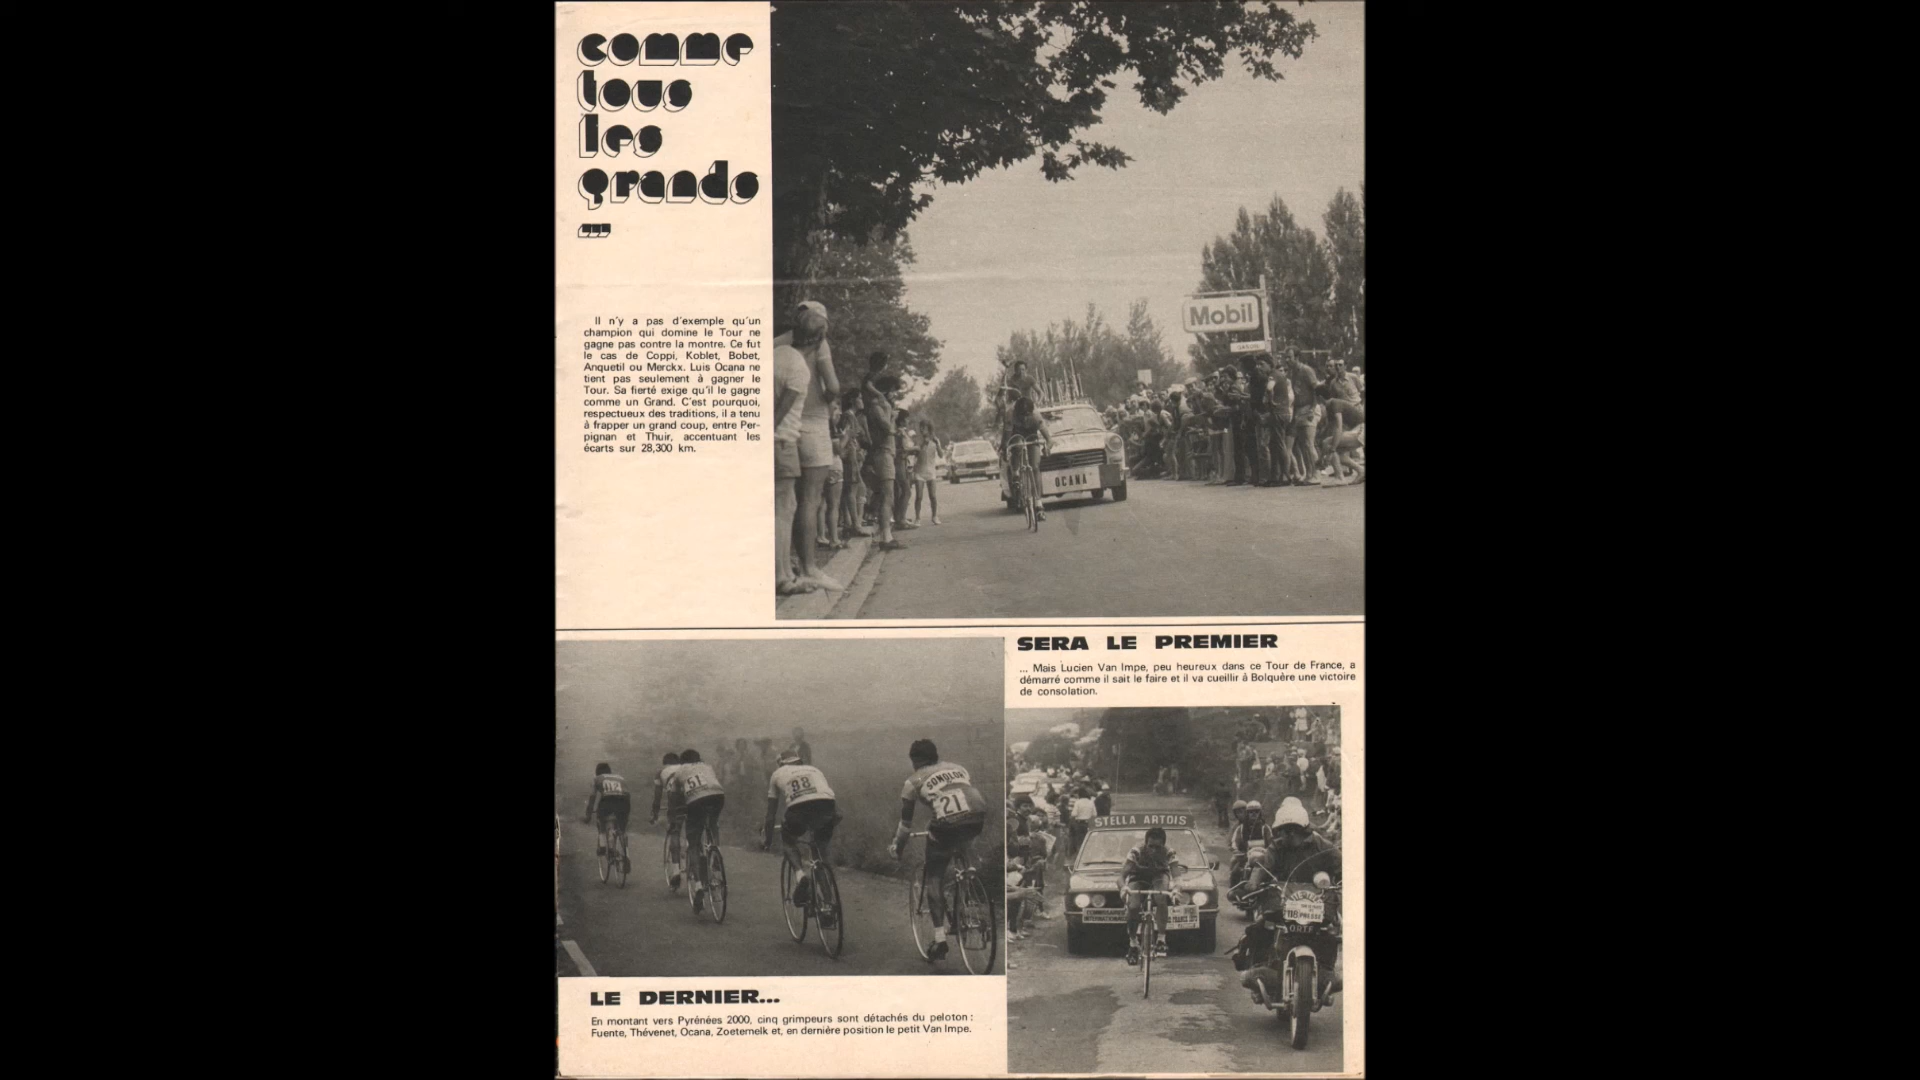 comme
tous
les
grands
...
Il n'y a pas d'exemple qu'un
champion qui domine le Tour ne
gagne pas contre la montre. Ce fut
le cas de Coppi, Koblet, Bobet,
Anquetil ou Merckx. Luis Ocana ne
tient pas seulement à gagner le
Tour. Sa fierté exige qu'il le gagne
comme un Grand. C'est pourquoi,
respectueux des traditions, il a tenu
à frapper un grand coup, entre Per-
pignan et Thuir, accentuant les
écarts sur 28,300 km.
Mobil
OCANA
SERA LE PREMIER
... Mais Lucien Van Impe, peu heureux dans ce Tour de France, a
démarré comme il sait le faire et il va cueillir à Bolquère une victoire
de consolation.
51
98
SONOLOR
21
STELLA ARTOIS
COMMISSAIRES
INTERNATIONAUX
116 PRESSE
ORTF
LE DERNIER...
En montant vers Pyrénées 2000, cinq grimpeurs sont détachés du peloton :
Fuente, Thévenet, Ocana, Zoetemelk et, en dernière position le petit Van Impe.